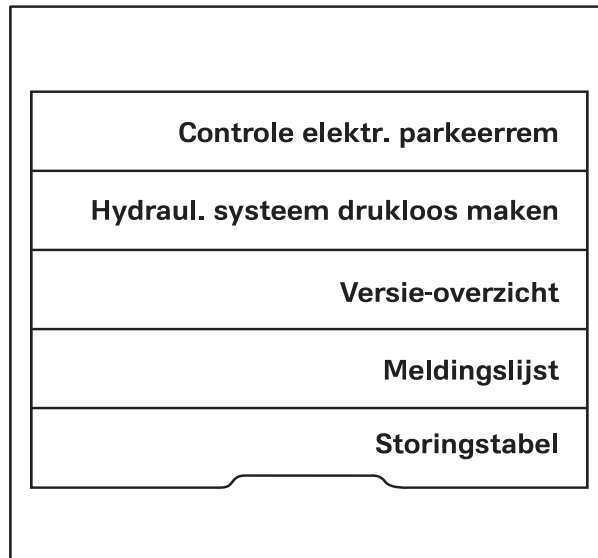 Controle elektr. parkeerrem
Hydraul. systeem drukloos maken
Versie-overzicht
Meldingslijst
Storingstabel